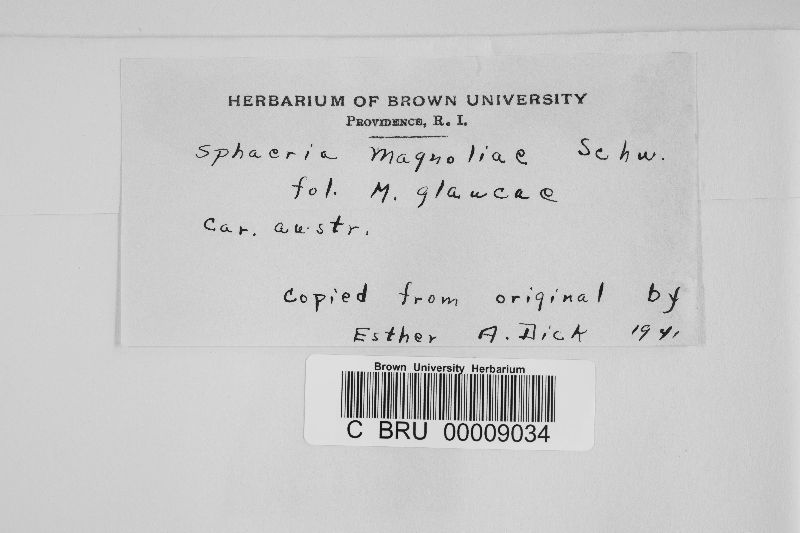 HERBARIUM OF BROWN UNIVERSITY
PROVIDENCE, R. I.
Sphaeria Magnoliae Schw.
fol. M. glaucae
Car. austr.
Copied from original by
Esther A. Dick 1941
Brown University Herbarium
C BRU 00009034